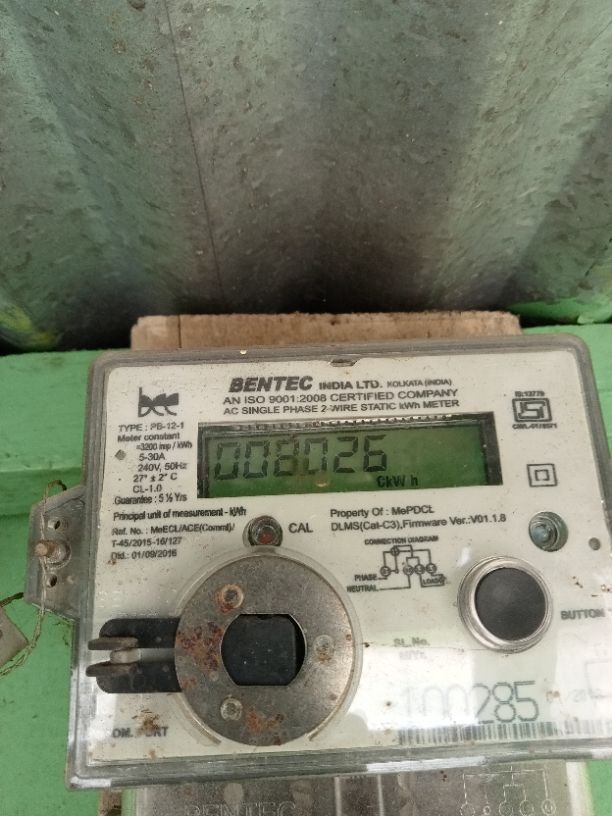 BENTEC INDIA LTD. KOLKATA (INDIA)
AN ISO 9001:2008 CERTIFIED COMPANY
AC SINGLE PHASE 2-WIRE STATIC kWh METER
bec
IS:13779
TYPE : PB-12-1
Meter constant
=3200 imp / kWh
5-30A
240V, 50Hz
27° ± 2° C
CL-1.0
Guarantee : 5 ½ Yrs
008026
CkWh
Principal unit of measurement - kWh
Ref. No. : MeECL/ACE(Comml)/
T-45/2015-16/127
Dtd.: 01/09/2016
CAL
Property Of : MePDCL
DLMS(Cat-C3),Firmware Ver.:V01.1.8
CONNECTION DIAGRAM
PHASE
NEUTRAL
LOAD
BUTTON
SL. No.
285
PORT
BENTEC